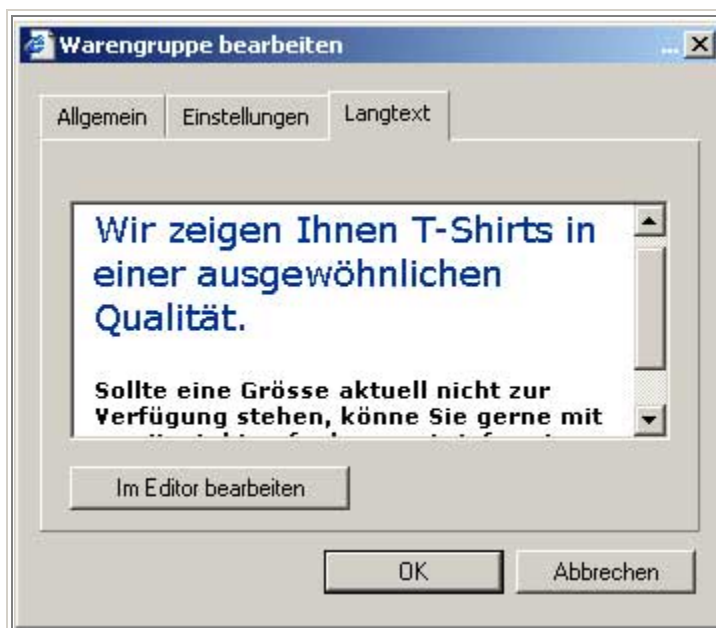 Warengruppe bearbeiten ...
Allgemein Einstellungen Langtext
Wir zeigen Ihnen T-Shirts in
einer ausgewöhnlichen
Qualität.
Sollte eine Grösse aktuell nicht zur
Verfügung stehen, könne Sie gerne mit
Im Editor bearbeiten
OK Abbrechen